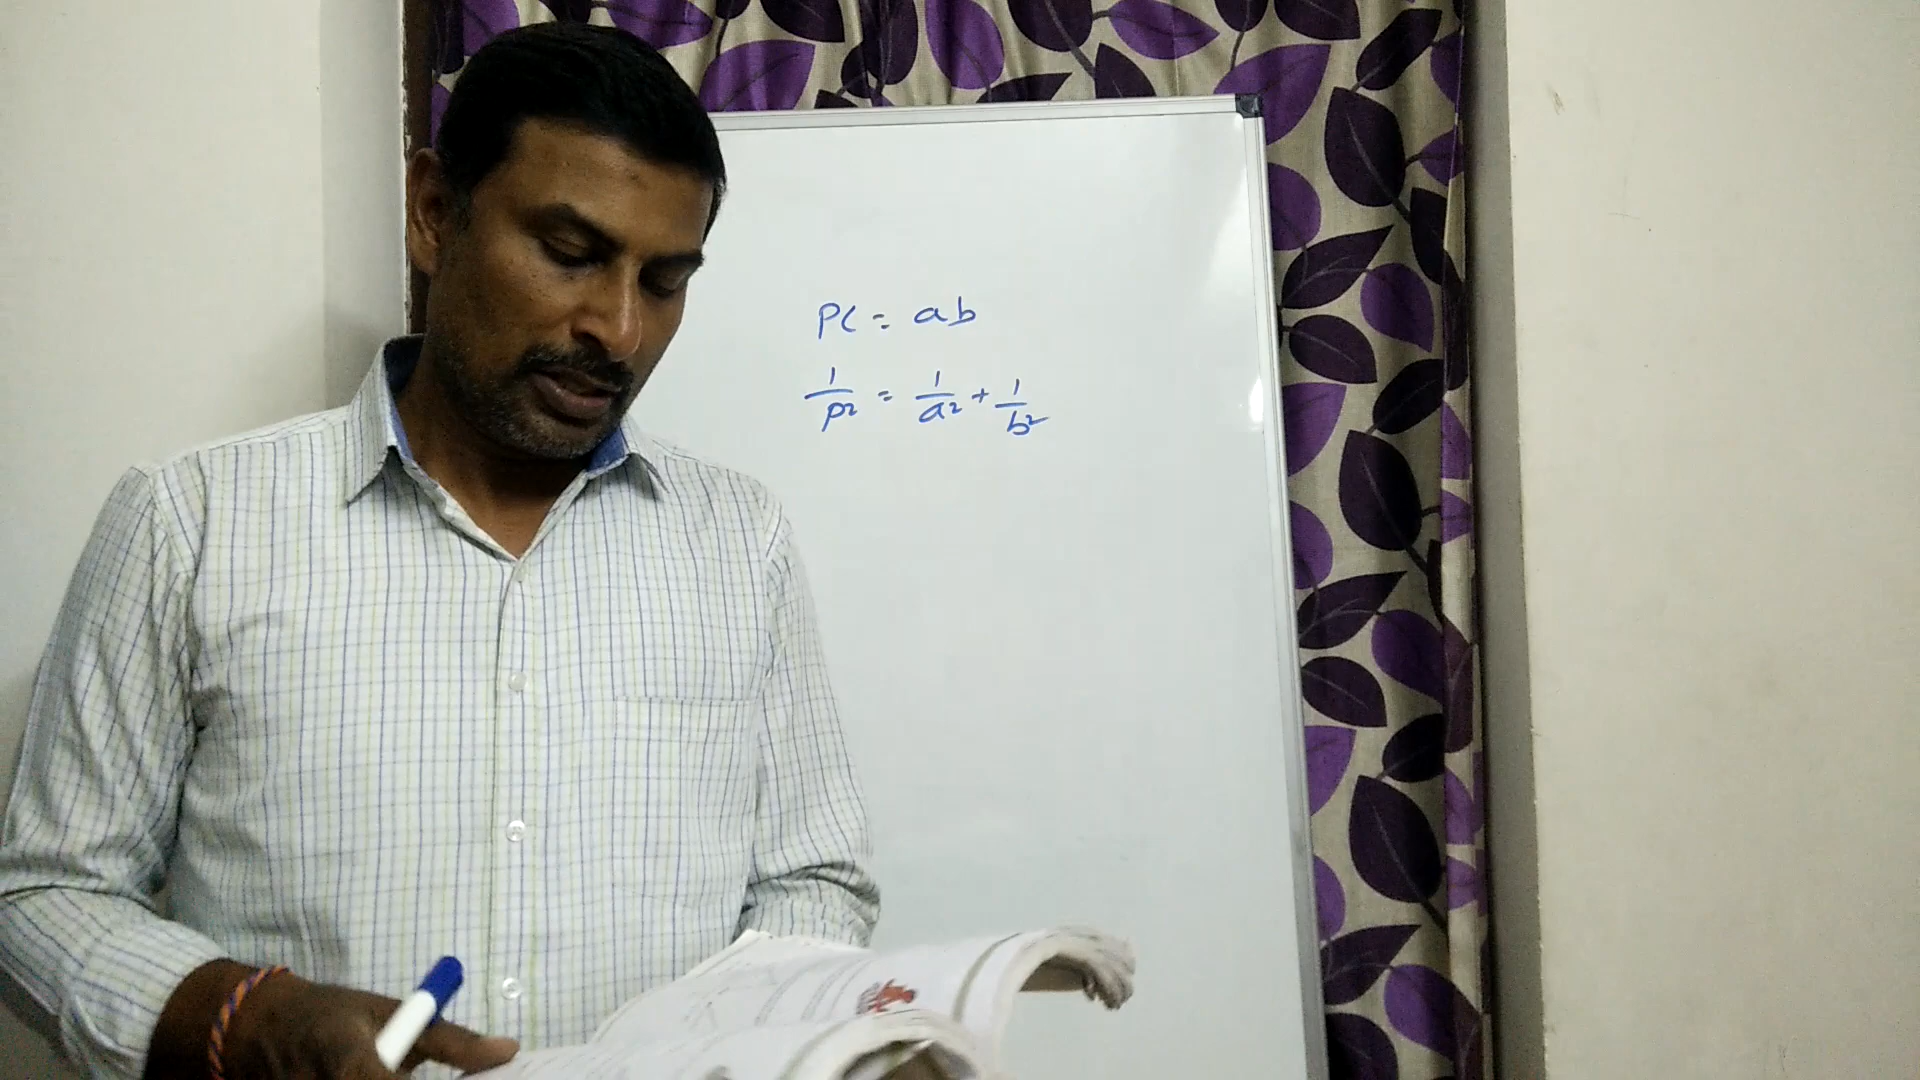 pc = ab
1/p² = 1/a² + 1/b²